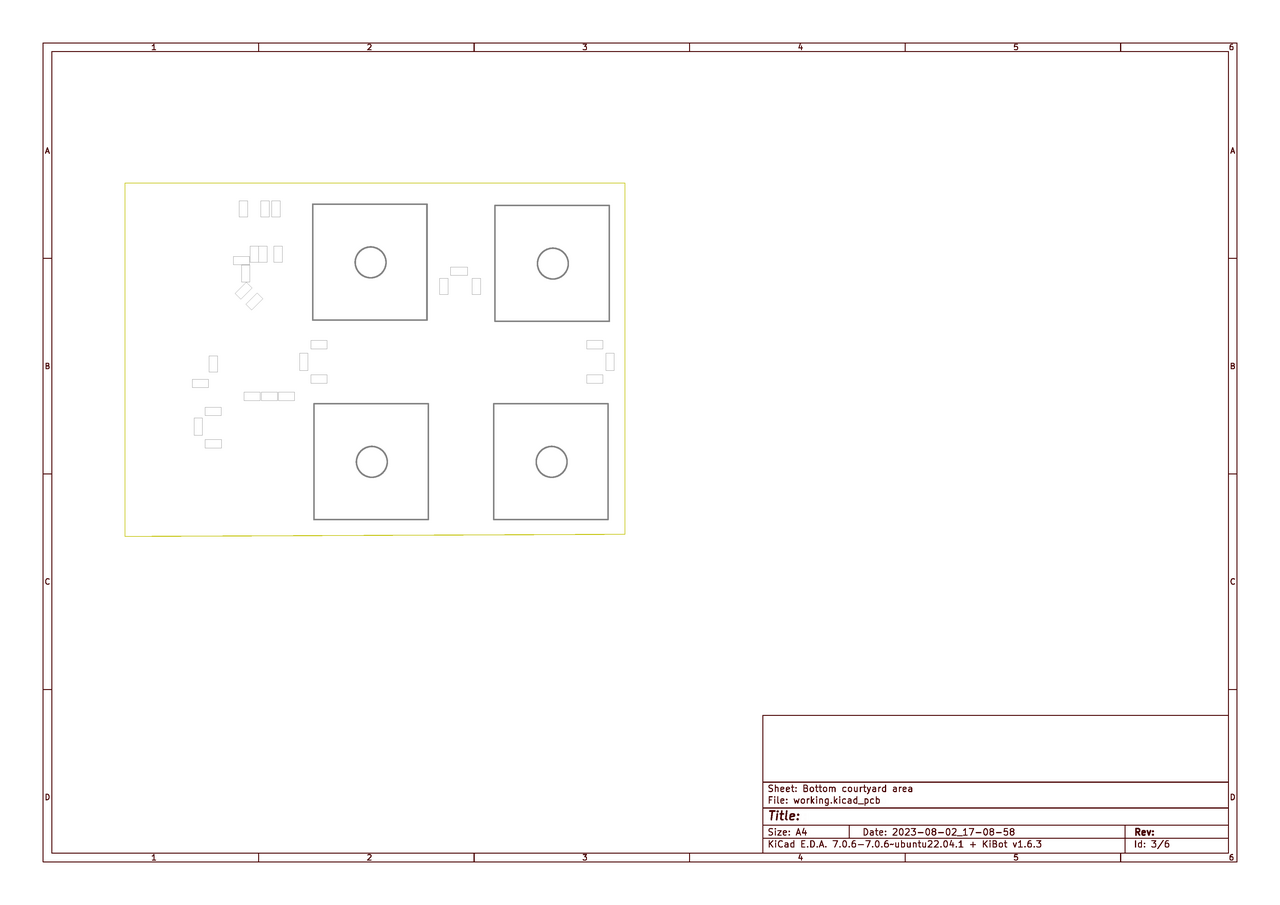 1 2 3 4 5 6
A A
B B
C C
D D
Sheet: Bottom courtyard area
File: working.kicad_pcb
Title:
Size: A4 Date: 2023-08-02_17-08-58 Rev:
KiCad E.D.A. 7.0.6-7.0.6~ubuntu22.04.1 + KiBot v1.6.3 Id: 3/6
1 2 3 4 5 6